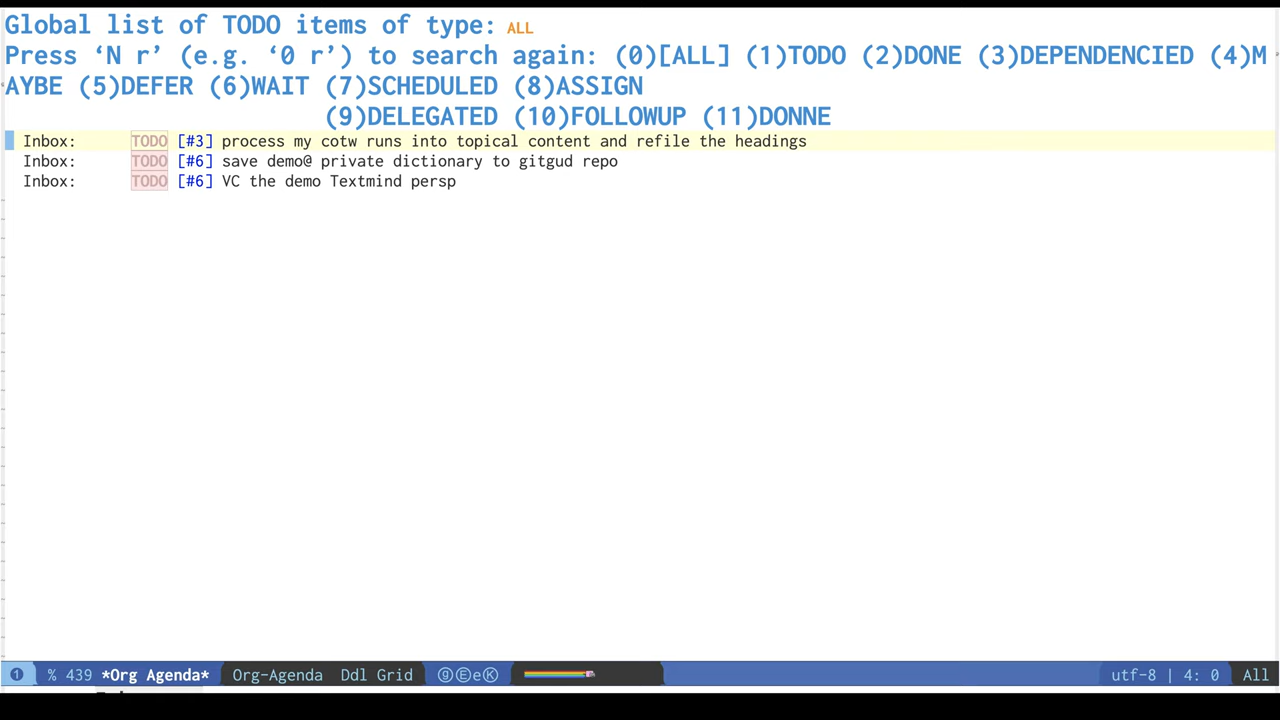 Global list of TODO items of type: ALL
Press ‘N r’ (e.g. ‘0 r’) to search again: (0)[ALL] (1)TODO (2)DONE (3)DEPENDENCIED (4)M
AYBE (5)DEFER (6)WAIT (7)SCHEDULED (8)ASSIGN
(9)DELEGATED (10)FOLLOWUP (11)DONNE
Inbox: TODO [#3] process my cotw runs into topical content and refile the headings
Inbox: TODO [#6] save demo@ private dictionary to gitgud repo
Inbox: TODO [#6] VC the demo Textmind persp
❶ % 439 *Org Agenda* Org-Agenda Ddl Grid ⓖⒺeⓀ utf-8 | 4: 0 All